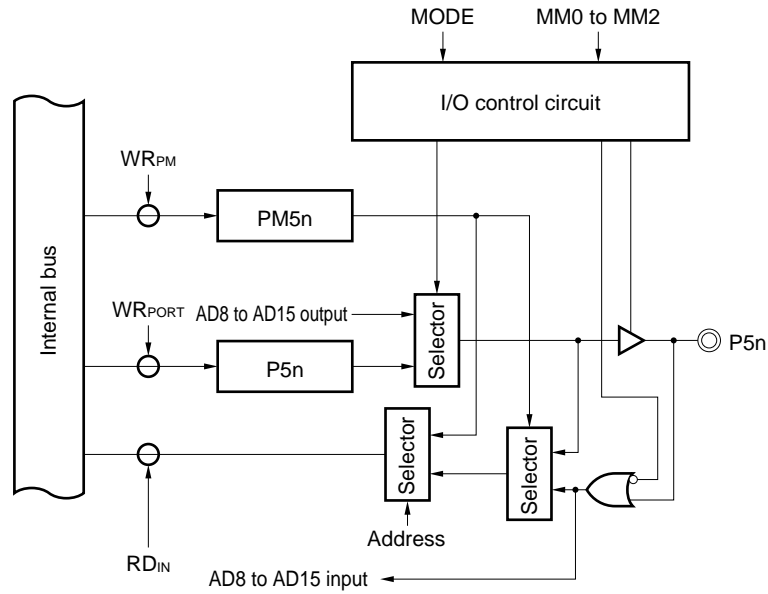 MODE
MM0 to MM2
I/O control circuit
WRPM
PM5n
Internal bus
WRPORT
AD8 to AD15 output
Selector
P5n
P5n
Selector
Selector
Address
RDIN
AD8 to AD15 input